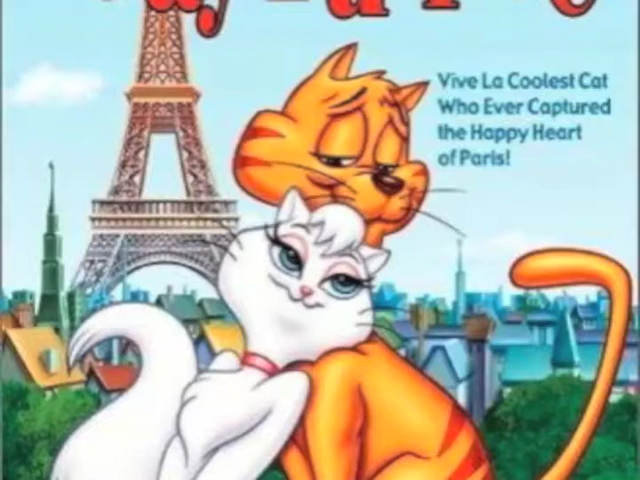 Vive La Coolest Cat
Who Ever Captured
the Happy Heart
of Paris!